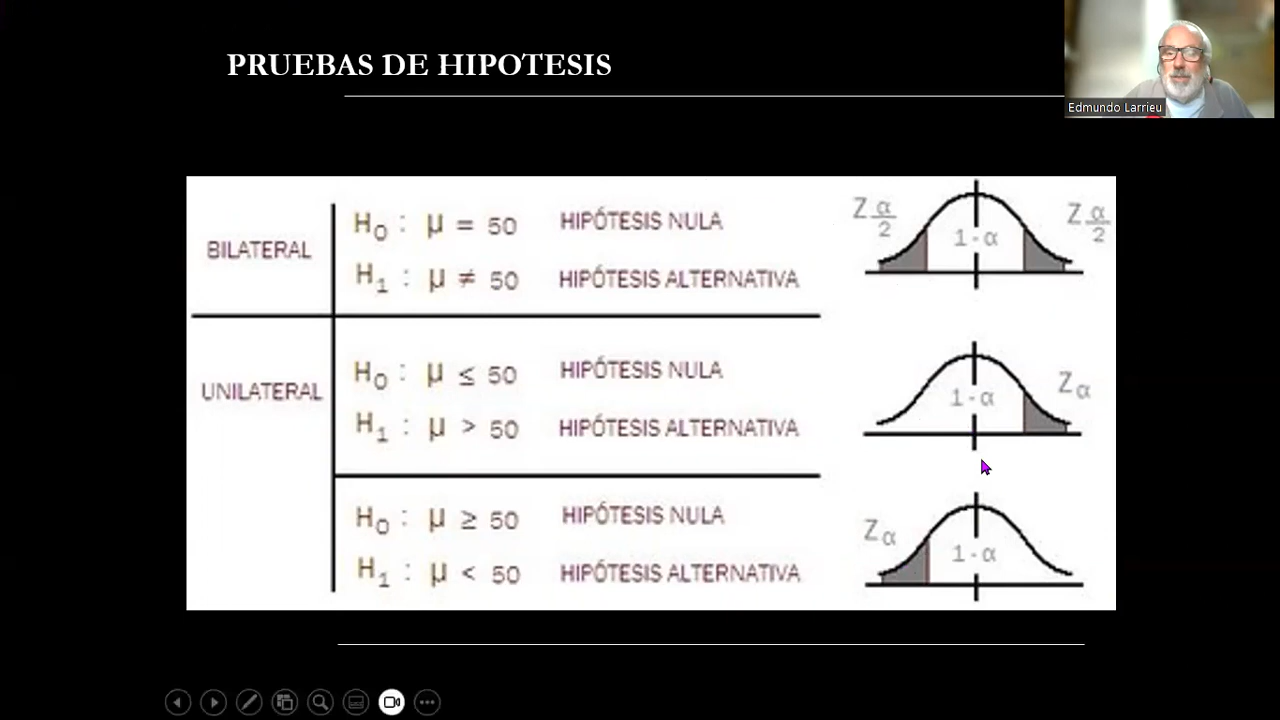 PRUEBAS DE HIPOTESIS
Edmundo Larrieu
BILATERAL
H₀ : μ = 50 HIPÓTESIS NULA
H₁ : μ ≠ 50 HIPÓTESIS ALTERNATIVA
Z α/2
1-α
Z α/2
UNILATERAL
H₀ : μ ≤ 50 HIPÓTESIS NULA
H₁ : μ > 50 HIPÓTESIS ALTERNATIVA
1-α
Zα
H₀ : μ ≥ 50 HIPÓTESIS NULA
H₁ : μ < 50 HIPÓTESIS ALTERNATIVA
Zα
1-α